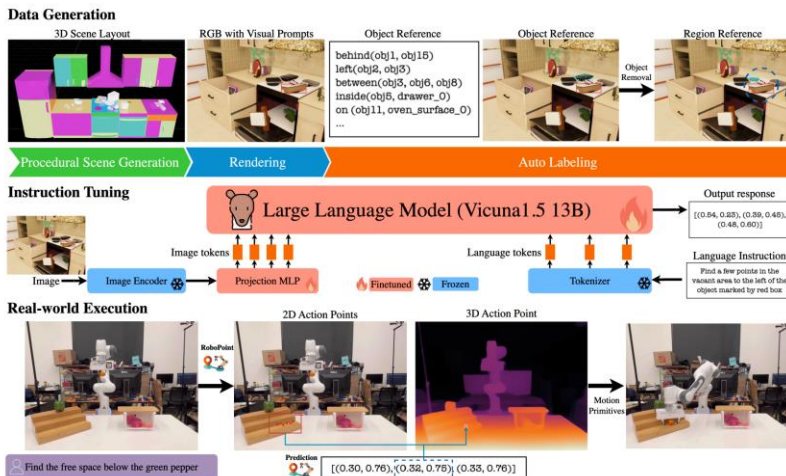 Data Generation
3D Scene Layout
RGB with Visual Prompts
Object Reference
Object Reference
Region Reference
behind(obj1, obj15)
left(obj2, obj3)
between(obj3, obj6, obj8)
inside(obj5, drawer_0)
on (obj11, oven_surface_0)
...
Object
Removal
Procedural Scene Generation
Rendering
Auto Labeling
Instruction Tuning
Large Language Model (Vicuna1.5 13B)
Output response
[(0.54, 0.23), (0.39, 0.45),
(0.48, 0.60)]
Image tokens
Language tokens
Language Instruction
Find a few points in the
vacant area to the left of the
object marked by red box
Image
Image Encoder
Projection MLP
Finetuned
Frozen
Tokenizer
Real-world Execution
2D Action Points
3D Action Point
RoboPoint
Motion
Primitives
Prediction
[(0.30, 0.76), (0.32, 0.75), (0.33, 0.76)]
Find the free space below the green pepper